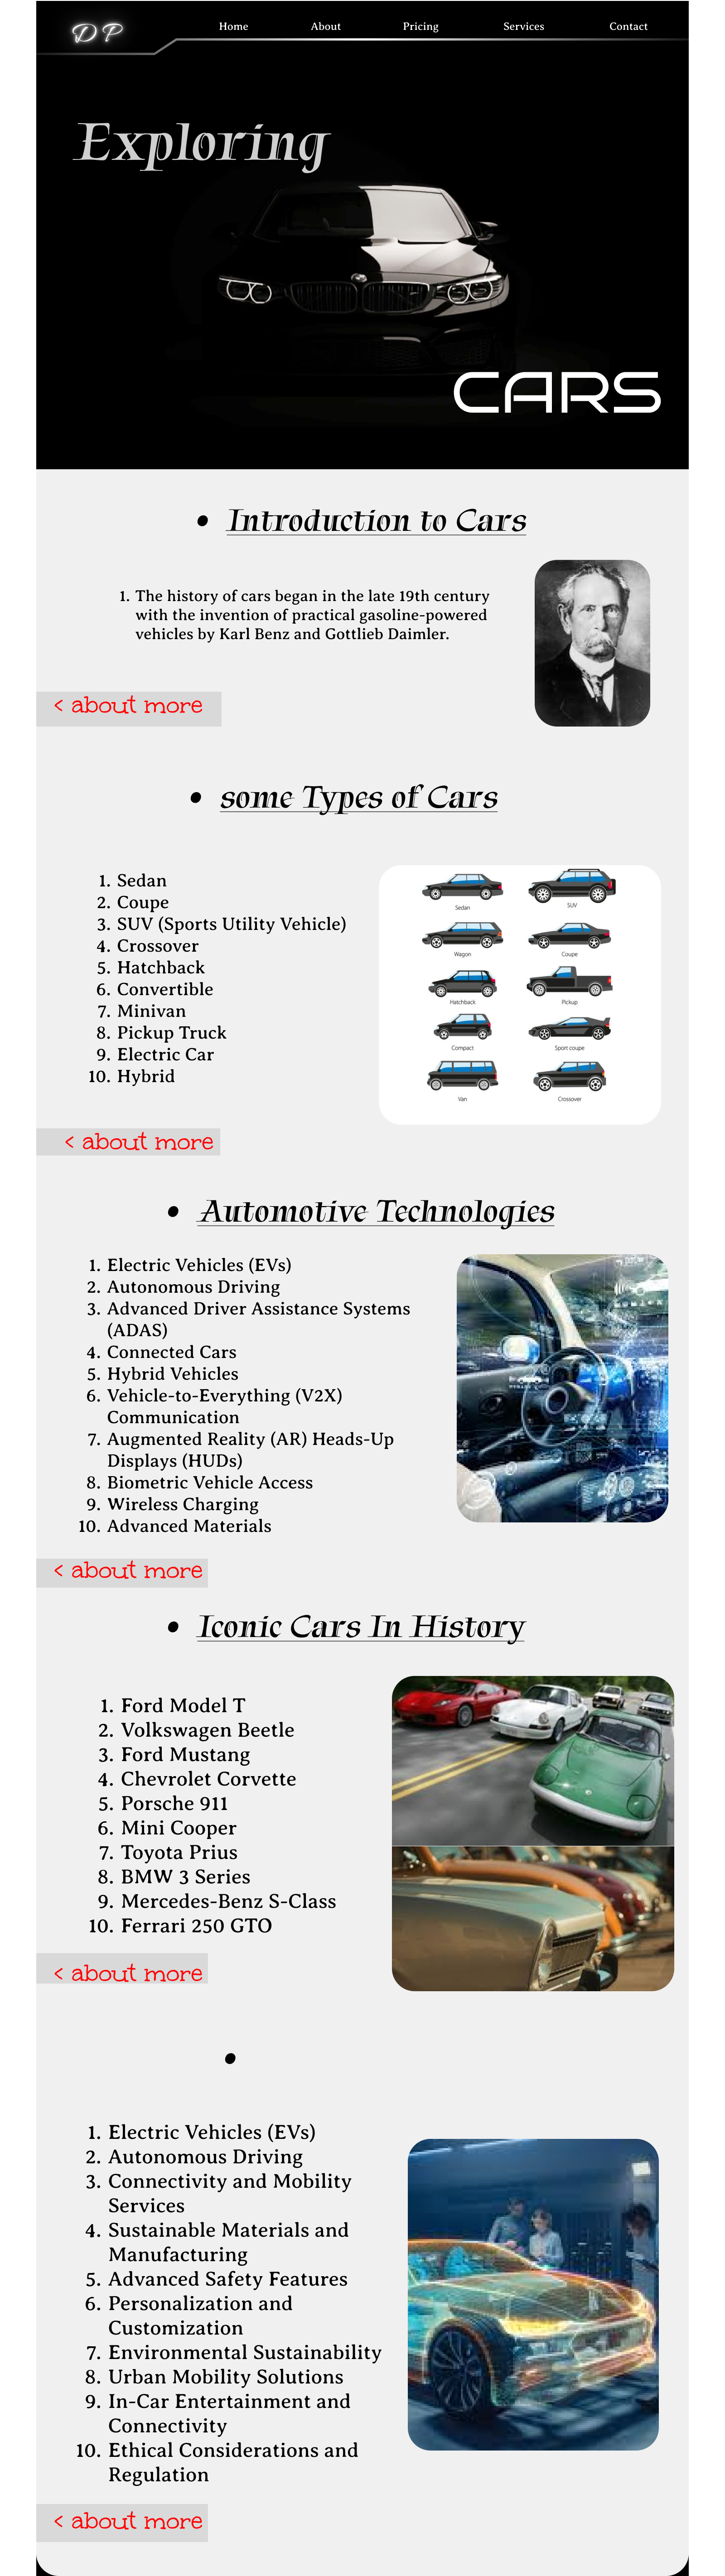 DP
Home About Pricing Services Contact
Exploring
CARS
• Introduction to Cars
1. The history of cars began in the late 19th century
with the invention of practical gasoline-powered
vehicles by Karl Benz and Gottlieb Daimler.
< about more
• some Types of Cars
1. Sedan
2. Coupe
3. SUV (Sports Utility Vehicle)
4. Crossover
5. Hatchback
6. Convertible
7. Minivan
8. Pickup Truck
9. Electric Car
10. Hybrid
Sedan SUV
Wagon Coupe
Hatchback Pickup
Compact Sport coupe
Van Crossover
< about more
• Automotive Technologies
1. Electric Vehicles (EVs)
2. Autonomous Driving
3. Advanced Driver Assistance Systems
(ADAS)
4. Connected Cars
5. Hybrid Vehicles
6. Vehicle-to-Everything (V2X)
Communication
7. Augmented Reality (AR) Heads-Up
Displays (HUDs)
8. Biometric Vehicle Access
9. Wireless Charging
10. Advanced Materials
< about more
• Iconic Cars In History
1. Ford Model T
2. Volkswagen Beetle
3. Ford Mustang
4. Chevrolet Corvette
5. Porsche 911
6. Mini Cooper
7. Toyota Prius
8. BMW 3 Series
9. Mercedes-Benz S-Class
10. Ferrari 250 GTO
< about more
•
1. Electric Vehicles (EVs)
2. Autonomous Driving
3. Connectivity and Mobility
Services
4. Sustainable Materials and
Manufacturing
5. Advanced Safety Features
6. Personalization and
Customization
7. Environmental Sustainability
8. Urban Mobility Solutions
9. In-Car Entertainment and
Connectivity
10. Ethical Considerations and
Regulation
< about more